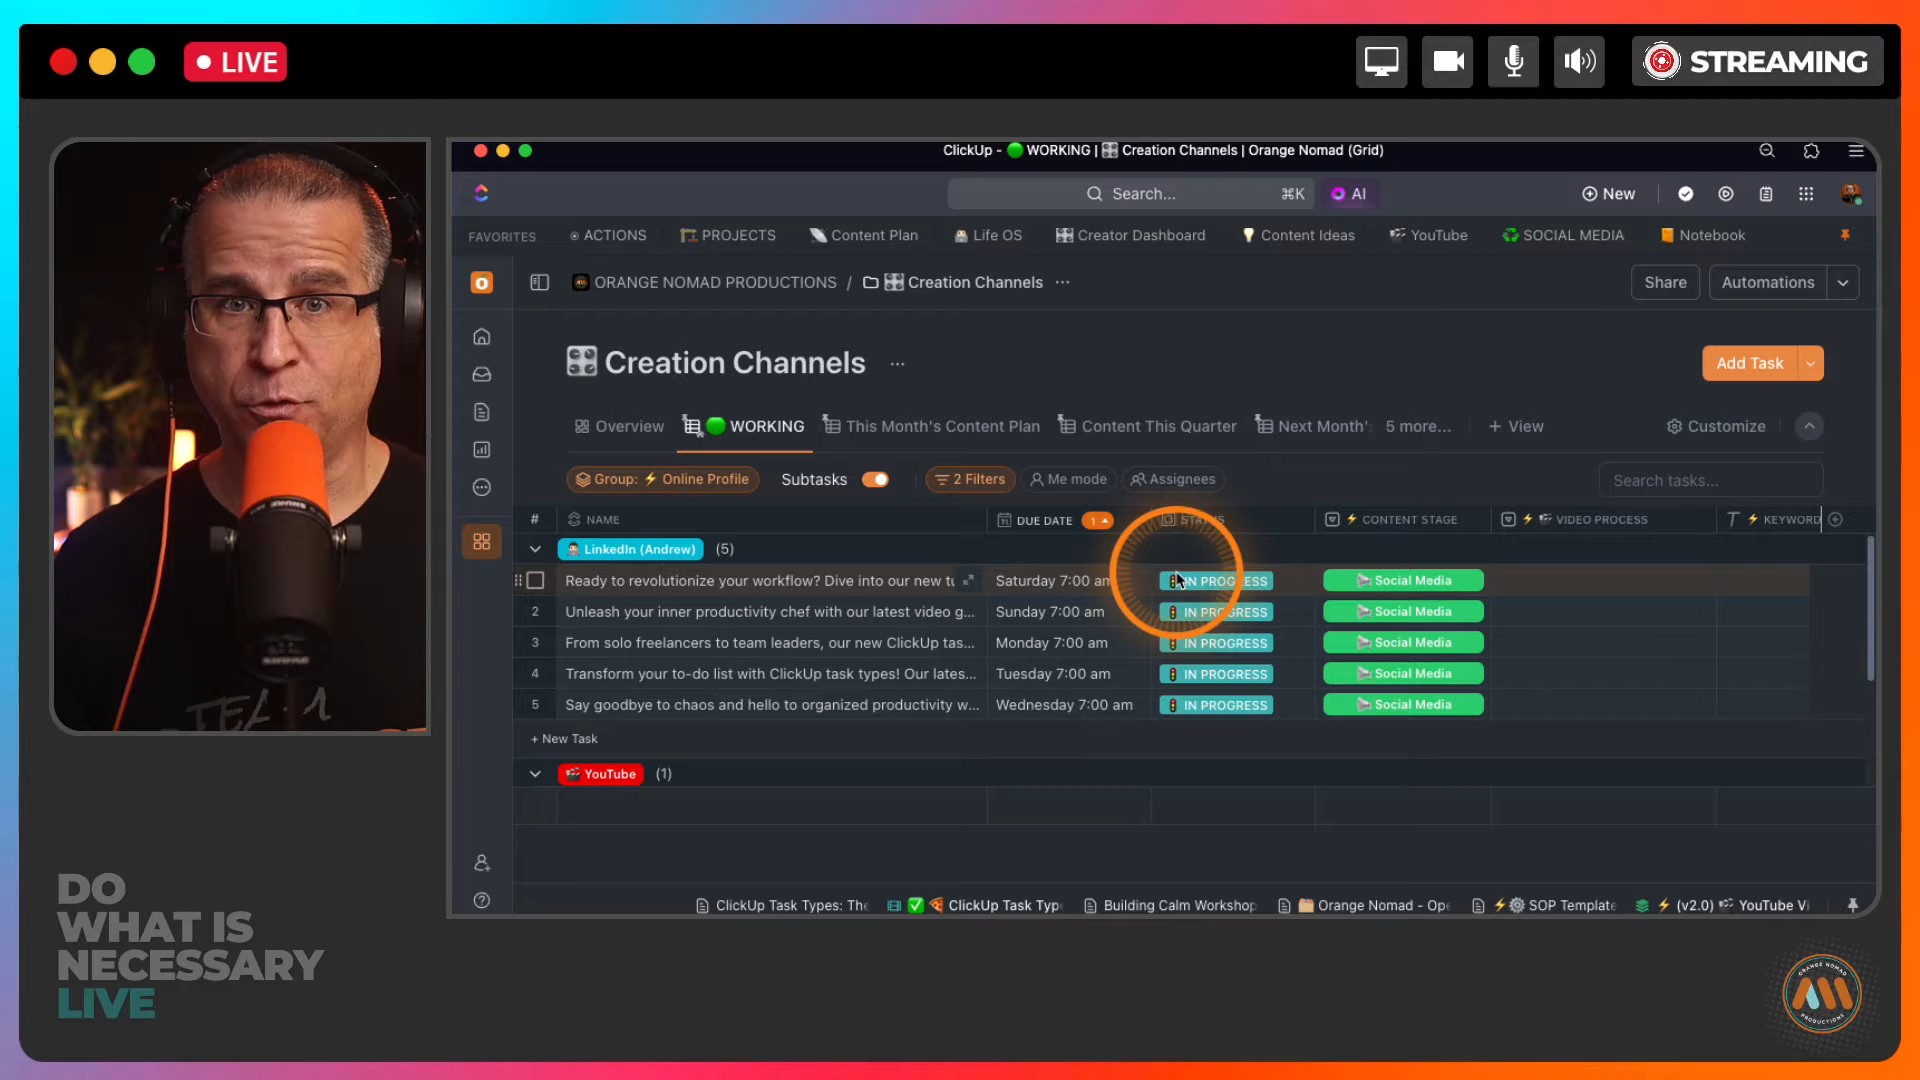 LIVE
STREAMING
ClickUp - WORKING | Creation Channels | Orange Nomad (Grid)
Search... ⌘K AI
New
FAVORITES ACTIONS PROJECTS Content Plan Life OS Creator Dashboard Content Ideas YouTube SOCIAL MEDIA Notebook
o
ORANGE NOMAD PRODUCTIONS / Creation Channels ...
Share Automations
Creation Channels ...
Add Task
Overview WORKING This Month's Content Plan Content This Quarter Next Month' 5 more... + View Customize
Group: Online Profile Subtasks 2 Filters Me mode Assignees Search tasks...
# NAME DUE DATE 1 STATUS CONTENT STAGE VIDEO PROCESS KEYWORD
LinkedIn (Andrew) (5)
Ready to revolutionize your workflow? Dive into our new Saturday 7:00 am IN PROGRESS Social Media
2 Unleash your inner productivity chef with our latest video g... Sunday 7:00 am IN PROGRESS Social Media
3 From solo freelancers to team leaders, our new ClickUp tas... Monday 7:00 am IN PROGRESS Social Media
4 Transform your to-do list with ClickUp task types! Our lates... Tuesday 7:00 am IN PROGRESS Social Media
5 Say goodbye to chaos and hello to organized productivity w... Wednesday 7:00 am IN PROGRESS Social Media
+ New Task
YouTube (1)
ClickUp Task Types: The ClickUp Task Typ Building Calm Workshop Orange Nomad - Ope SOP Template (v2.0) YouTube Vi
DO
WHAT IS
NECESSARY
LIVE
ORANGE NOMAD
PRODUCTIONS